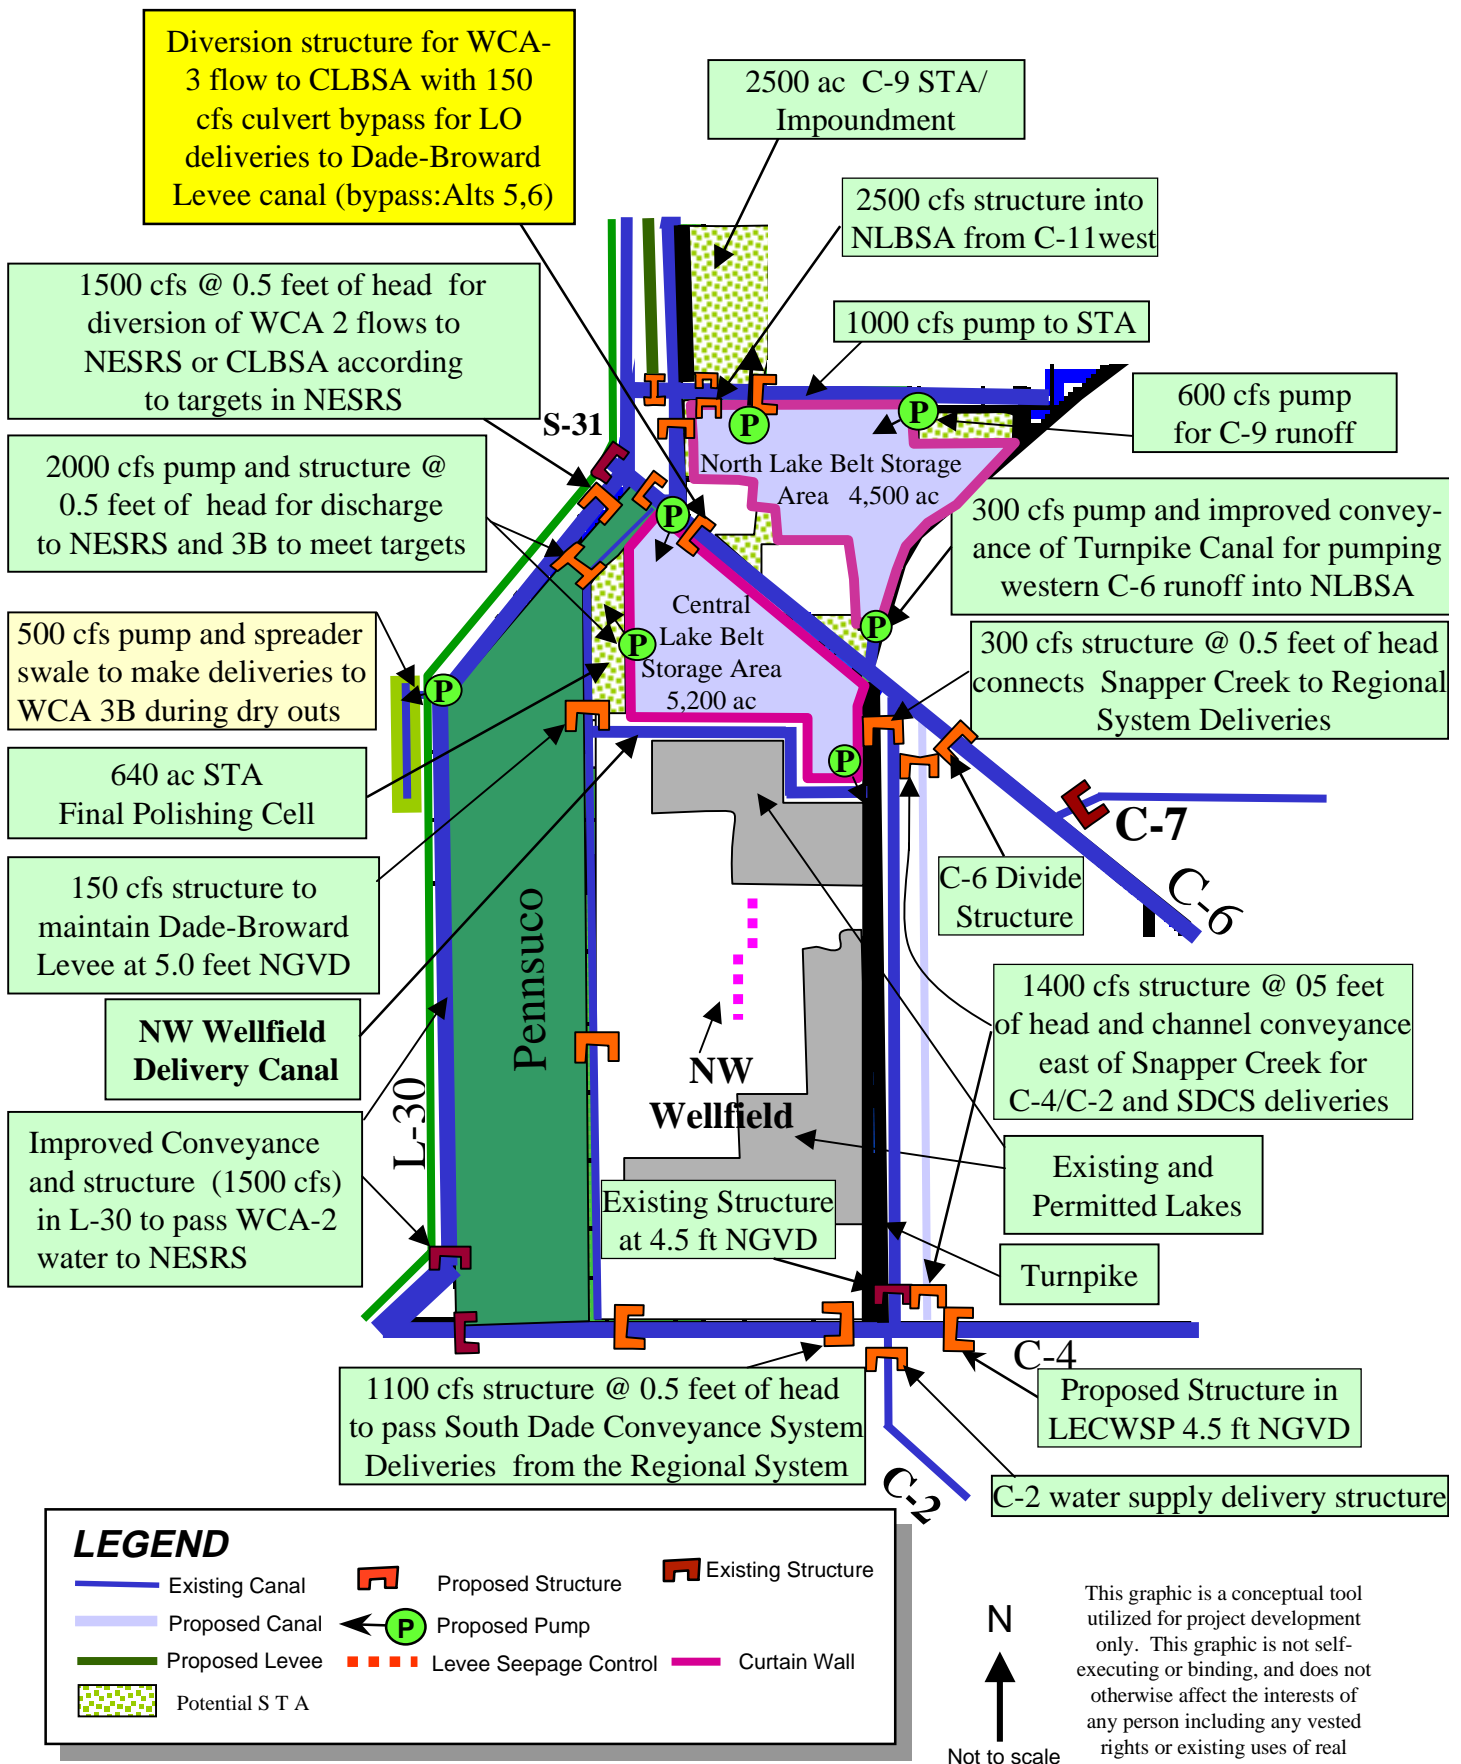 Diversion structure for WCA-
3 flow to CLBSA with 150
cfs culvert bypass for LO
deliveries to Dade-Broward
Levee canal (bypass:Alts 5,6)
2500 ac C-9 STA/
Impoundment
2500 cfs structure into
NLBSA from C-11west
1500 cfs @ 0.5 feet of head for
diversion of WCA 2 flows to
NESRS or CLBSA according
to targets in NESRS
1000 cfs pump to STA
600 cfs pump
for C-9 runoff
S-31
2000 cfs pump and structure @
0.5 feet of head for discharge
to NESRS and 3B to meet targets
P
P
North Lake Belt Storage
Area 4,500 ac
P
300 cfs pump and improved convey-
ance of Turnpike Canal for pumping
western C-6 runoff into NLBSA
500 cfs pump and spreader
swale to make deliveries to
WCA 3B during dry outs
P
P
P
Central
Lake Belt
Storage Area
5,200 ac
300 cfs structure @ 0.5 feet of head
connects Snapper Creek to Regional
System Deliveries
640 ac STA
Final Polishing Cell
P
C-7
C-6 Divide
Structure
C-6
150 cfs structure to
maintain Dade-Broward
Levee at 5.0 feet NGVD
Pennsuco
NW Wellfield
Delivery Canal
NW
Wellfield
1400 cfs structure @ 05 feet
of head and channel conveyance
east of Snapper Creek for
C-4/C-2 and SDCS deliveries
L-30
Improved Conveyance
and structure (1500 cfs)
in L-30 to pass WCA-2
water to NESRS
Existing and
Permitted Lakes
Existing Structure
at 4.5 ft NGVD
Turnpike
C-4
1100 cfs structure @ 0.5 feet of head
to pass South Dade Conveyance System
Deliveries from the Regional System
Proposed Structure in
LECWSP 4.5 ft NGVD
C-2
C-2 water supply delivery structure
LEGEND
Existing Canal
Proposed Structure
Existing Structure
Proposed Canal
P
Proposed Pump
Proposed Levee
Levee Seepage Control
Curtain Wall
Potential S T A
N
Not to scale
This graphic is a conceptual tool
utilized for project development
only. This graphic is not self-
executing or binding, and does not
otherwise affect the interests of
any person including any vested
rights or existing uses of real